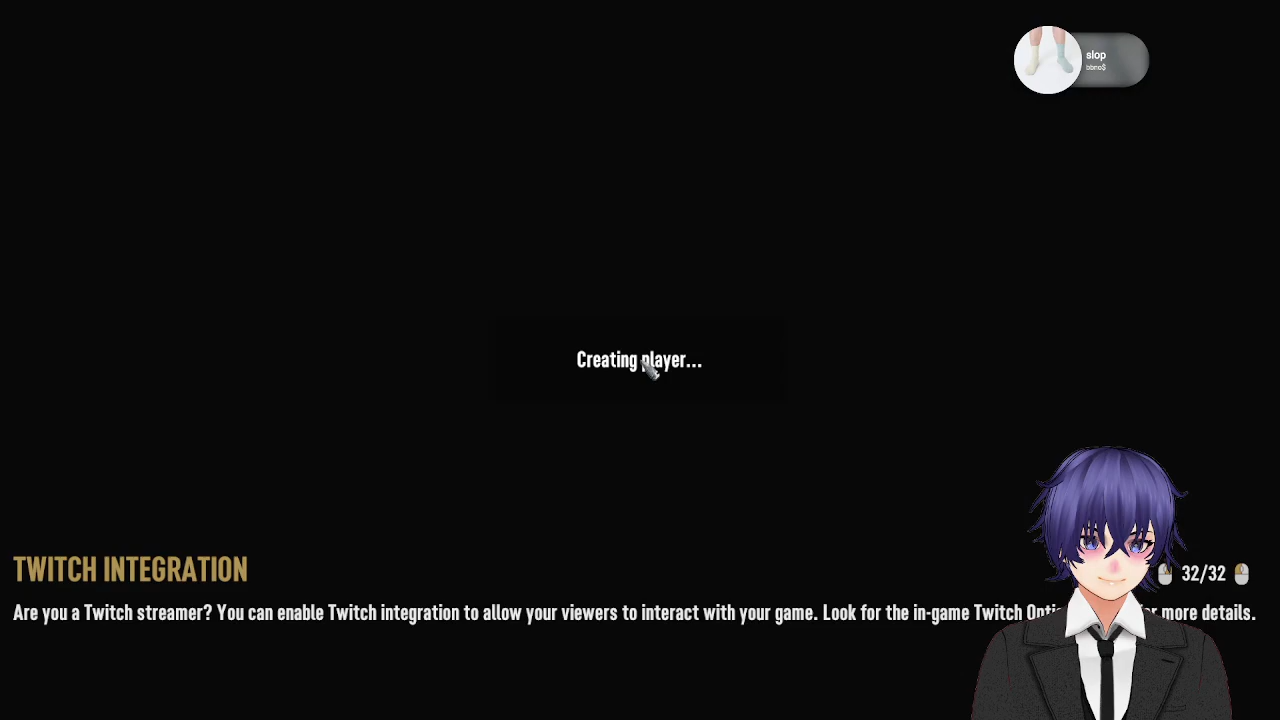 slop
bbno$
Creating player...
TWITCH INTEGRATION
32/32
Are you a Twitch streamer? You can enable Twitch integration to allow your viewers to interact with your game. Look for the in-game Twitch more details.